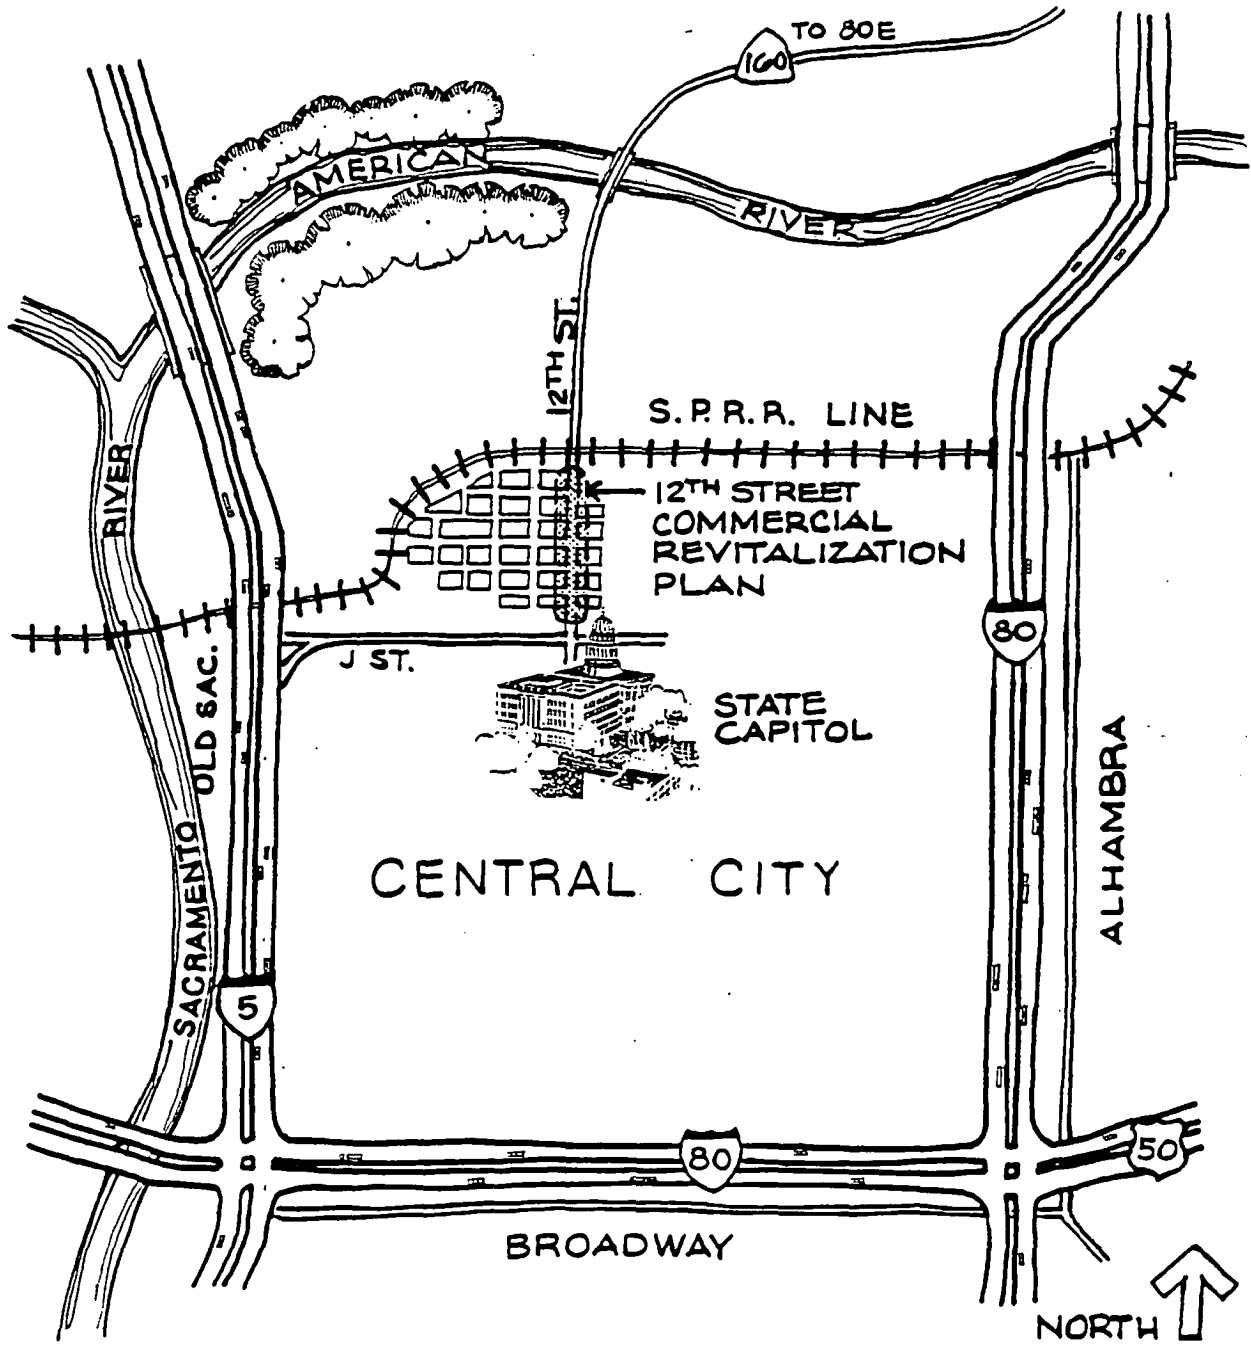 TO 80E
160
AMERICAN
RIVER
12TH ST.
S.P.R.R. LINE
12TH STREET
COMMERCIAL
REVITALIZATION
PLAN
RIVER
80
J ST.
OLD SAC.
STATE
CAPITOL
ALHAMBRA
SACRAMENTO
CENTRAL CITY
5
80
50
BROADWAY
NORTH